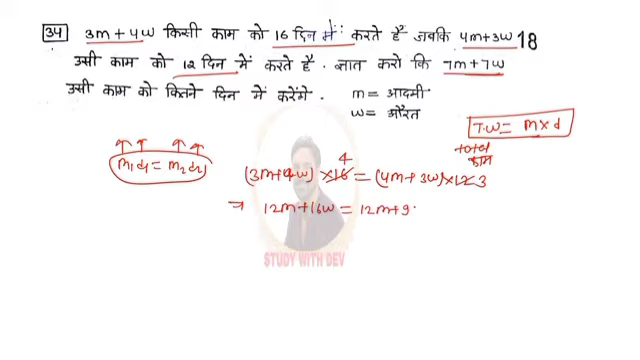 34 3m + 4w किसी काम को 16 दिन में करते है जबकि 4m+3w 18
उसी काम को 12 दिन में करते है . ज्ञात करो कि 7m+7w
उसी काम को कितने दिन में करेंगे . m = आदमी
w = औरत
T.W = m×d
total
काम
m1d1 = m2d2
4
(3m+4w) ×16 = (4m+3w)×12 3
→ 12m+16w = 12m+9
STUDY WITH DEV